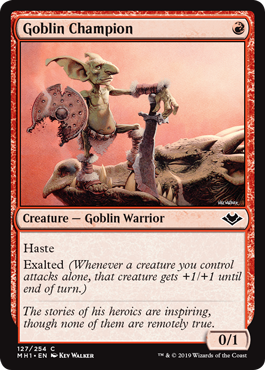 Goblin Champion
Creature — Goblin Warrior
Haste
Exalted (Whenever a creature you control
attacks alone, that creature gets +1/+1 until
end of turn.)
The stories of his heroics are inspiring,
though none of them are remotely true.
0/1
127/254 C
MH1 • EN Key Walker
™ & © 2019 Wizards of the Coast